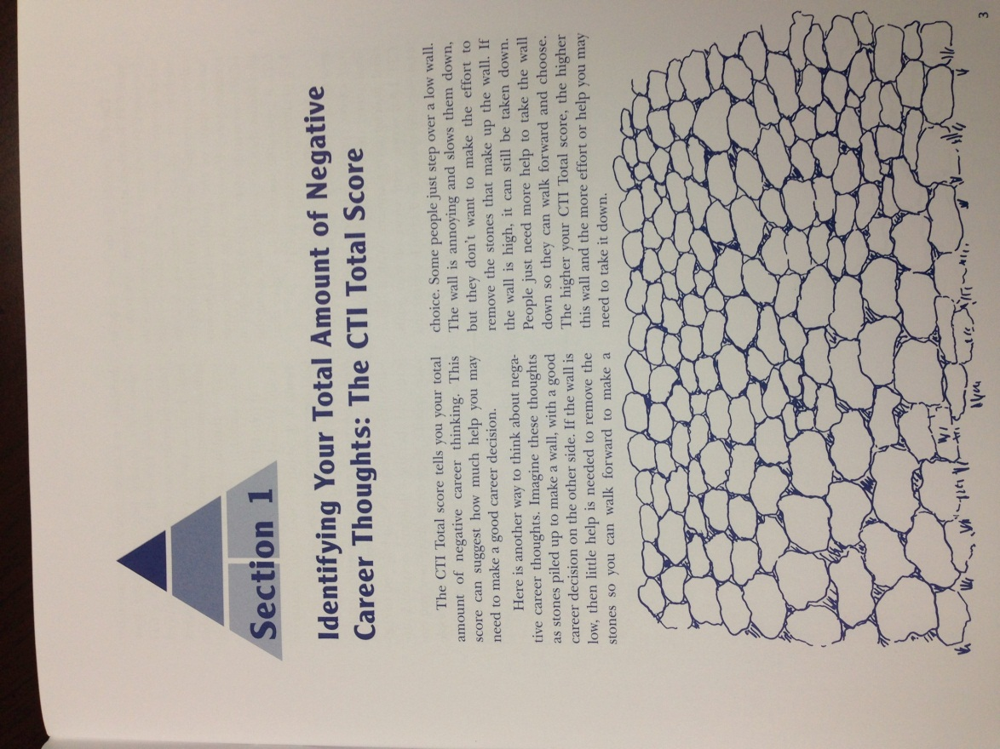 Section 1
Identifying Your Total Amount of Negative
Career Thoughts: The CTI Total Score
The CTI Total score tells you your total
amount of negative career thinking. This
score can suggest how much help you may
need to make a good career decision.
Here is another way to think about nega-
tive career thoughts. Imagine these thoughts
as stones piled up to make a wall, with a good
career decision on the other side. If the wall is
low, then little help is needed to remove the
stones so you can walk forward to make a
choice. Some people just step over a low wall.
The wall is annoying and slows them down,
but they don't want to make the effort to
remove the stones that make up the wall. If
the wall is high, it can still be taken down.
People just need more help to take the wall
down so they can walk forward and choose.
The higher your CTI Total score, the higher
this wall and the more effort or help you may
need to take it down.
3